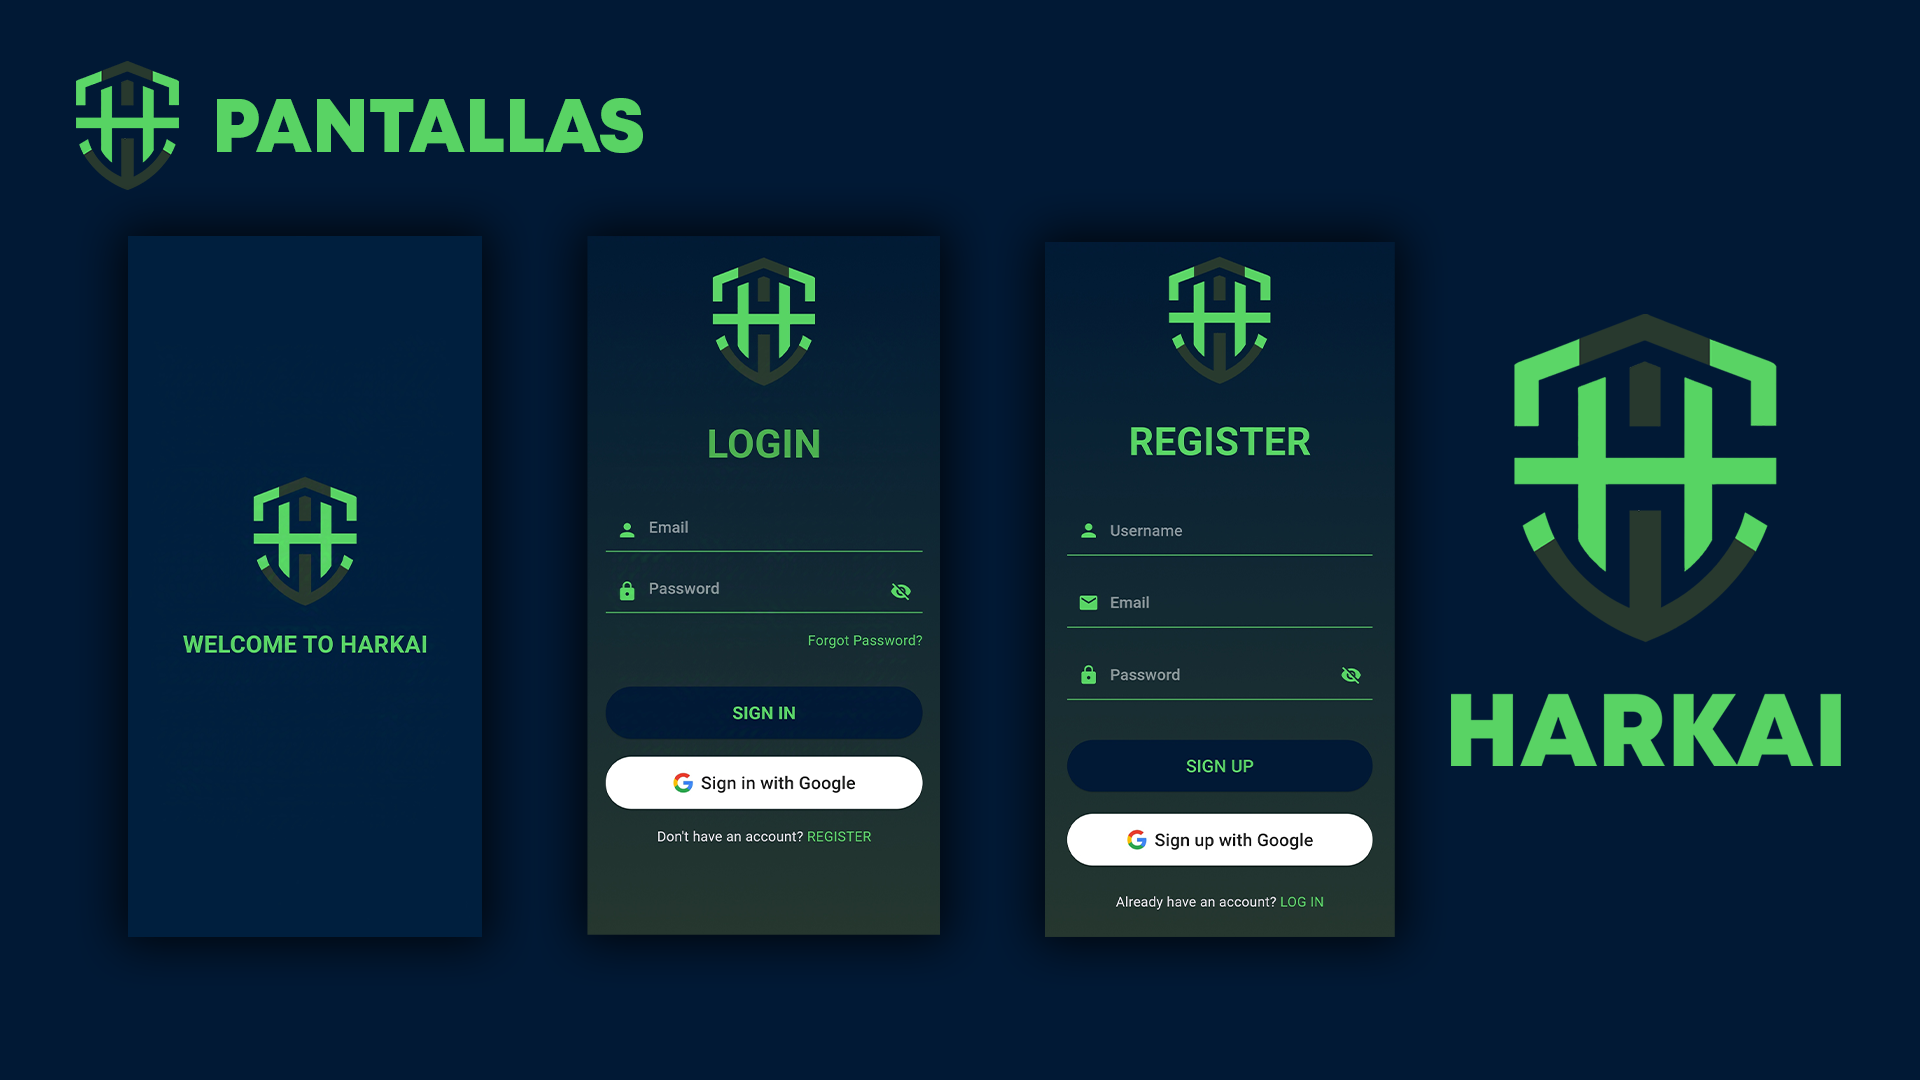 PANTALLAS
WELCOME TO HARKAI
LOGIN
Email
Password
Forgot Password?
SIGN IN
Sign in with Google
Don't have an account? REGISTER
REGISTER
Username
Email
Password
SIGN UP
Sign up with Google
Already have an account? LOG IN
HARKAI